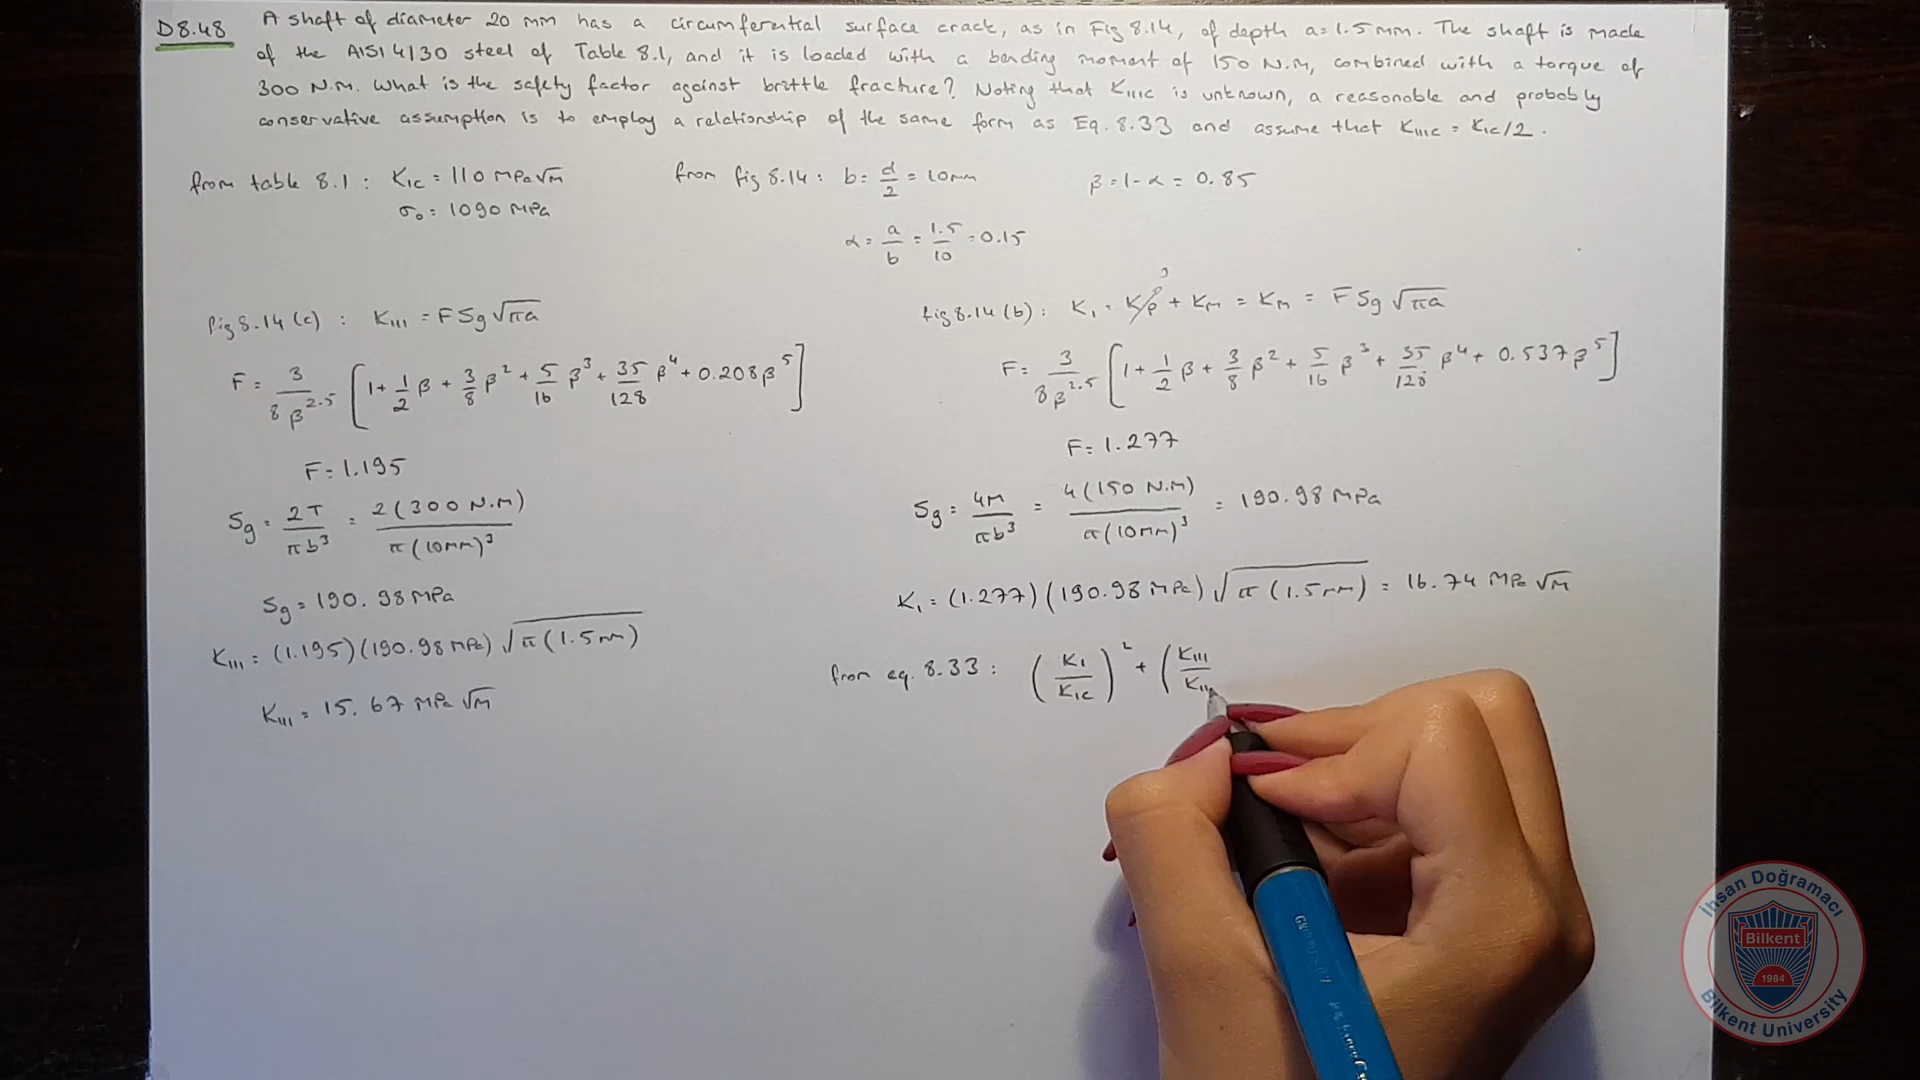 D8.48 A shaft of diameter 20 mm has a circumferential surface crack, as in Fig 8.14, of depth a=1.5 mm. The shaft is made
of the AISI 4130 steel of Table 8.1, and it is loaded with a bending moment of 150 N.M, combined with a torque of
300 N.M. What is the safety factor against brittle fracture? Noting that KIIIC is unknown, a reasonable and probably
conservative assumption is to employ a relationship of the same form as Eq. 8.33 and assume that KIIIC = KIC/2.
from table 8.1: KIC = 110 MPa√m
σo = 1090 MPa
from fig 8.14: b = d/2 = 10mm
α = a/b = 1.5/10 = 0.15
β = 1-α = 0.85
fig 8.14 (c): KIII = F Sg √πa
F = 3/8β^2.5 [1 + 1/2 β + 3/8 β² + 5/16 β³ + 35/128 β⁴ + 0.208β⁵]
F = 1.195
Sg = 2T/πb³ = 2(300 N.M)/π(10mm)³
Sg = 190.98 MPa
KIII = (1.195)(190.98 MPa) √π(1.5mm)
KIII = 15.67 MPa √m
fig 8.14 (b): KI = KP + KM = KM = F Sg √πa
0
F = 3/8β^2.5 [1 + 1/2 β + 3/8 β² + 5/16 β³ + 35/128 β⁴ + 0.537β⁵]
F = 1.277
Sg = 4M/πb³ = 4(150 N.M)/π(10mm)³ = 190.98 MPa
KI = (1.277)(190.98 MPa) √π(1.5mm) = 16.74 MPa √m
from eq. 8.33: (KI/KIC)² + (KIII/KIII
İhsan Doğramacı
Bilkent
1984
Bilkent University